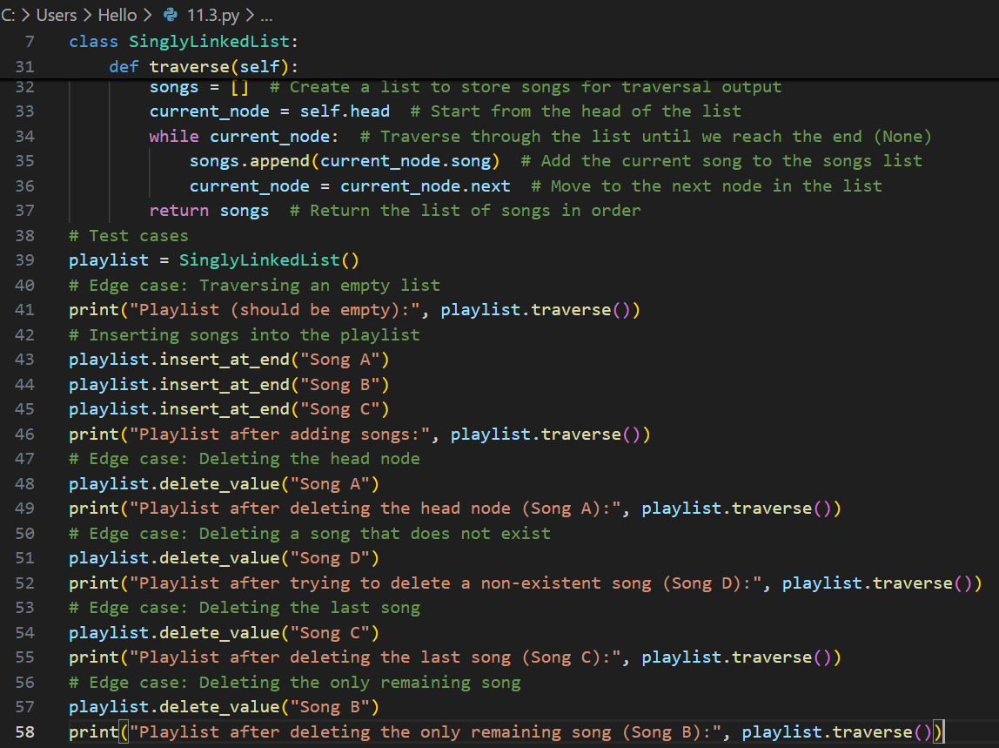 C: > Users > Hello > 11.3.py > ...
7 class SinglyLinkedList:
31     def traverse(self):
32         songs = []  # Create a list to store songs for traversal output
33         current_node = self.head  # Start from the head of the list
34         while current_node:  # Traverse through the list until we reach the end (None)
35             songs.append(current_node.song)  # Add the current song to the songs list
36             current_node = current_node.next  # Move to the next node in the list
37         return songs  # Return the list of songs in order
38 # Test cases
39 playlist = SinglyLinkedList()
40 # Edge case: Traversing an empty list
41 print("Playlist (should be empty):", playlist.traverse())
42 # Inserting songs into the playlist
43 playlist.insert_at_end("Song A")
44 playlist.insert_at_end("Song B")
45 playlist.insert_at_end("Song C")
46 print("Playlist after adding songs:", playlist.traverse())
47 # Edge case: Deleting the head node
48 playlist.delete_value("Song A")
49 print("Playlist after deleting the head node (Song A):", playlist.traverse())
50 # Edge case: Deleting a song that does not exist
51 playlist.delete_value("Song D")
52 print("Playlist after trying to delete a non-existent song (Song D):", playlist.traverse())
53 # Edge case: Deleting the last song
54 playlist.delete_value("Song C")
55 print("Playlist after deleting the last song (Song C):", playlist.traverse())
56 # Edge case: Deleting the only remaining song
57 playlist.delete_value("Song B")
58 print("Playlist after deleting the only remaining song (Song B):", playlist.traverse())